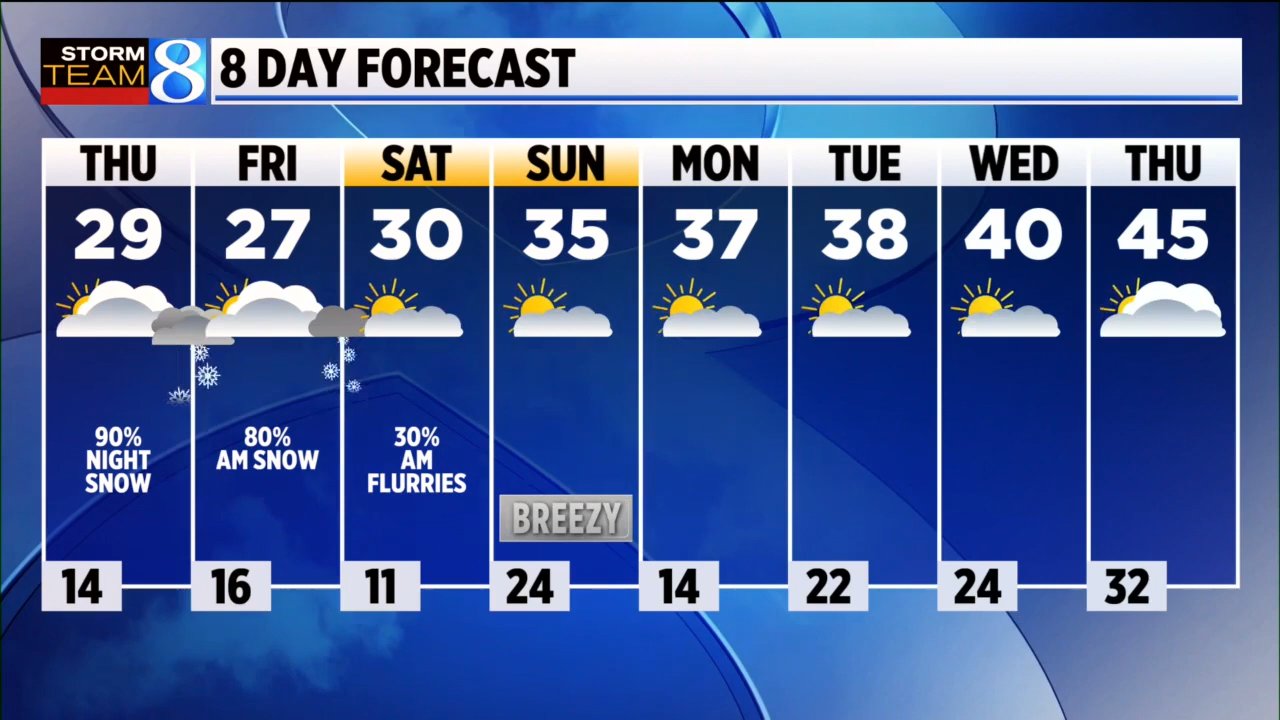 STORM
TEAM 8
8 DAY FORECAST
THU FRI SAT SUN MON TUE WED THU
29 27 30 35 37 38 40 45
90%
NIGHT
SNOW
80%
AM SNOW
30%
AM
FLURRIES
BREEZY
14 16 11 24 14 22 24 32